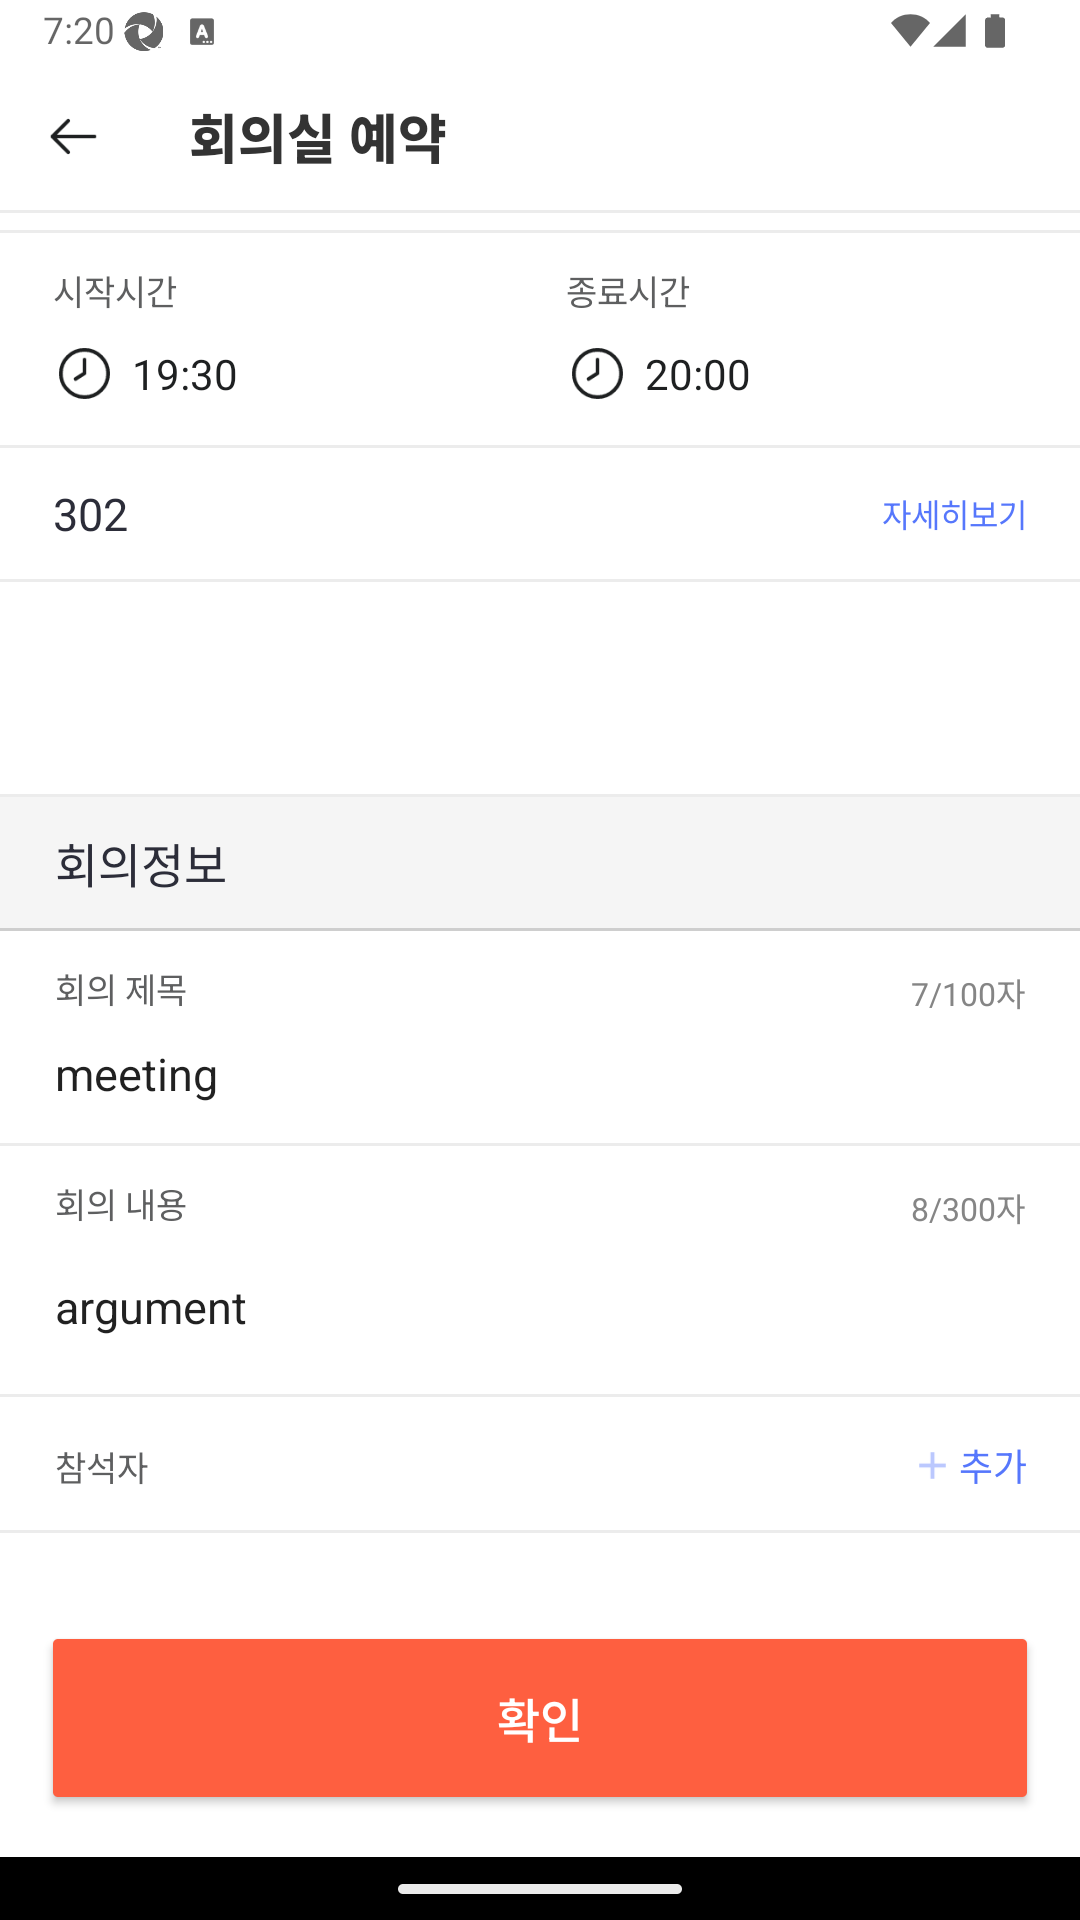 7:20
회의실 예약
시작시간 종료시간
19:30 20:00
302 자세히보기
회의정보
회의 제목 7/100자
meeting
회의 내용 8/300자
argument
참석자 + 추가
확인